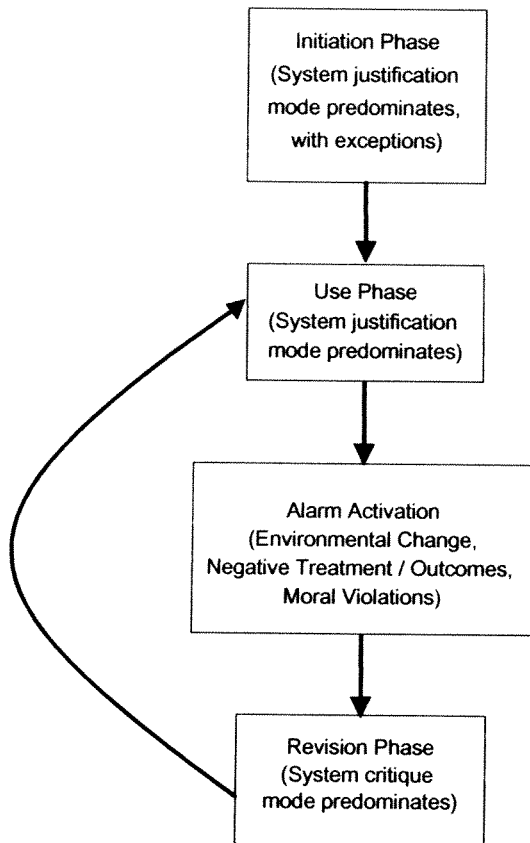 Initiation Phase
(System justification
mode predominates,
with exceptions)
Use Phase
(System justification
mode predominates)
Alarm Activation
(Environmental Change,
Negative Treatment / Outcomes,
Moral Violations)
Revision Phase
(System critique
mode predominates)